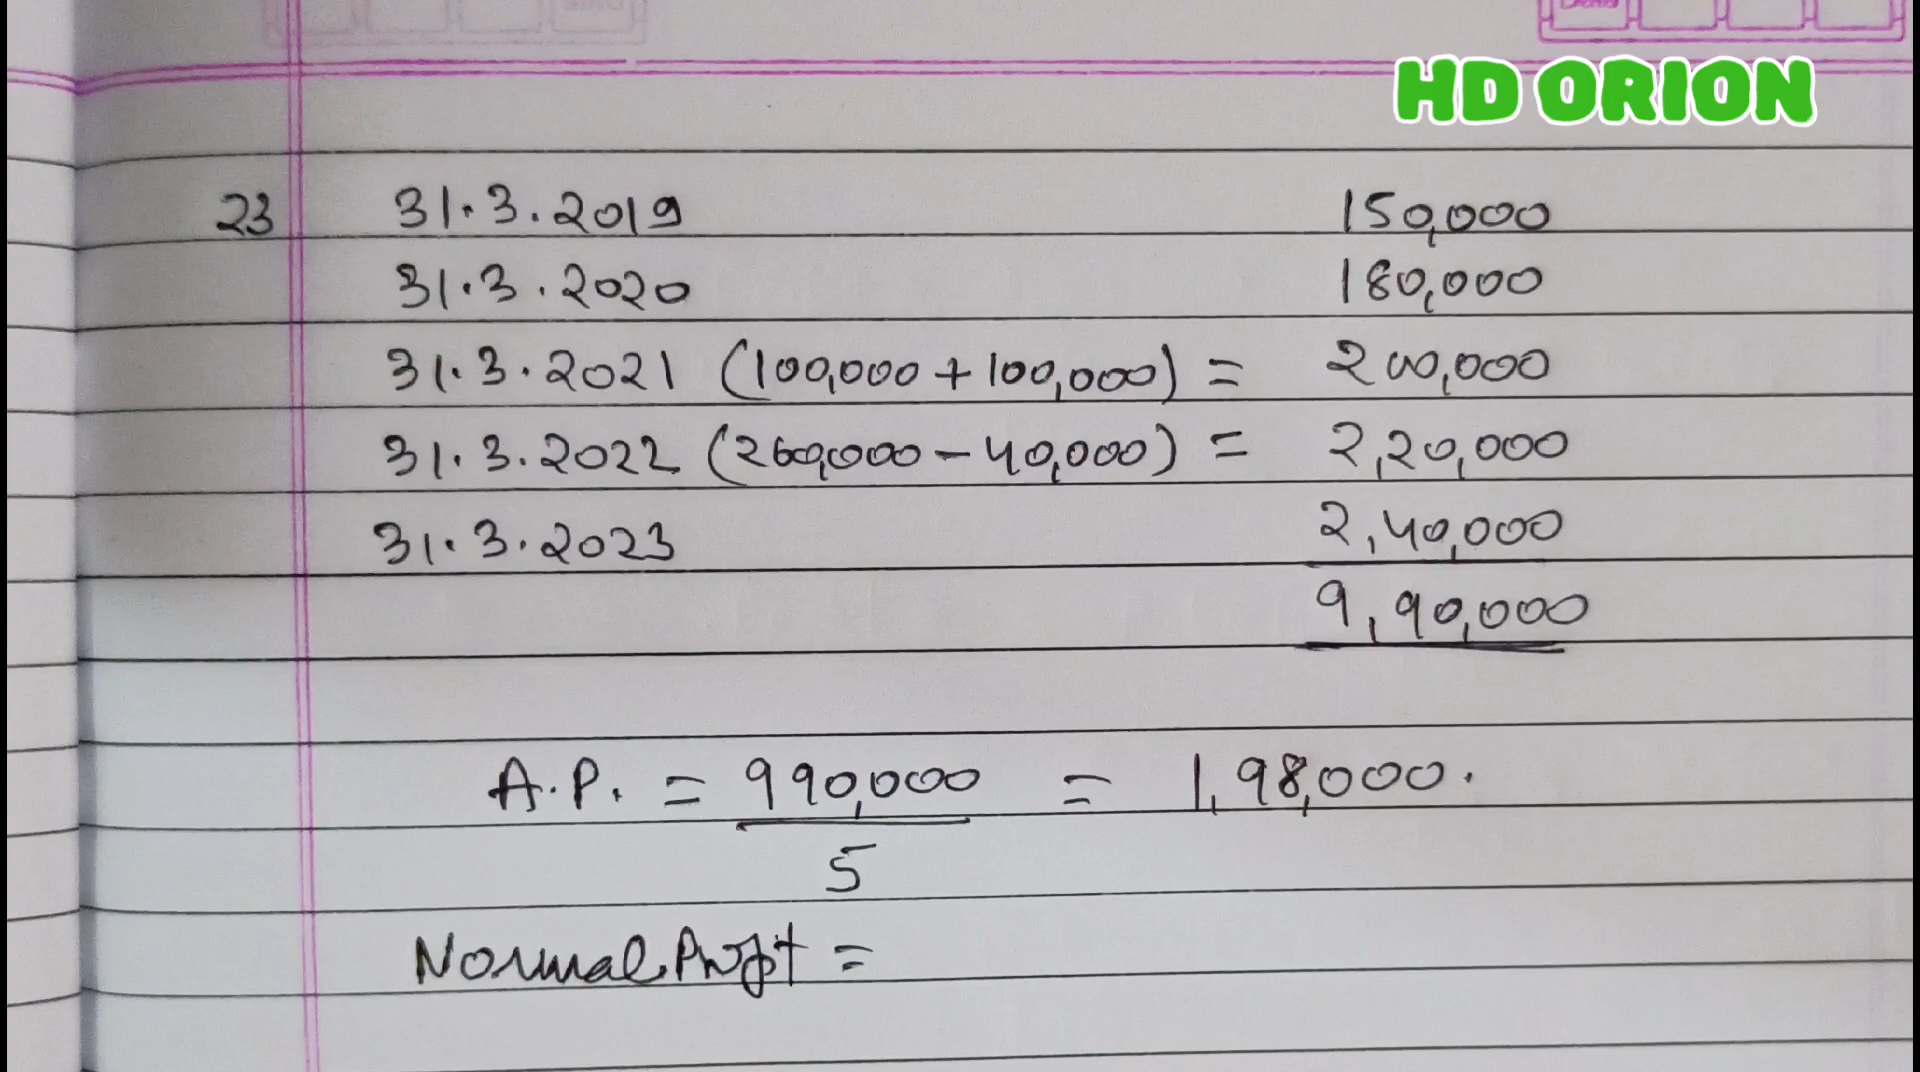 HD ORION
23 31.3.2019 150,000
31.3.2020 180,000
31.3.2021 (100,000 + 100,000) = 200,000
31.3.2022 (260,000 - 40,000) = 2,20,000
31.3.2023 2,40,000
9,90,000
A.P. = 990,000 = 1,98,000.
5
Normal Profit =